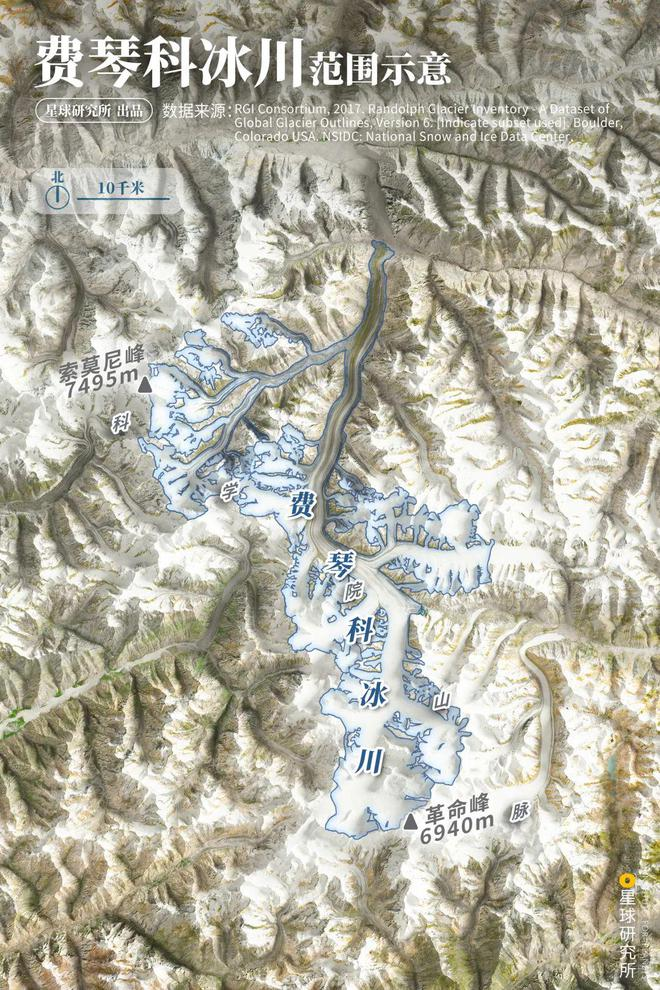 费琴科冰川范围示意
星球研究所 出品
数据来源:RGI Consortium, 2017. Randolph Glacier Inventory - A Dataset of
Global Glacier Outlines, Version 6. [Indicate subset used]. Boulder,
Colorado USA. NSIDC: National Snow and Ice Data Center.
北
10千米
索莫尼峰
7495m
科学院山脉
费琴科冰川
革命峰
6940m
星球研究所